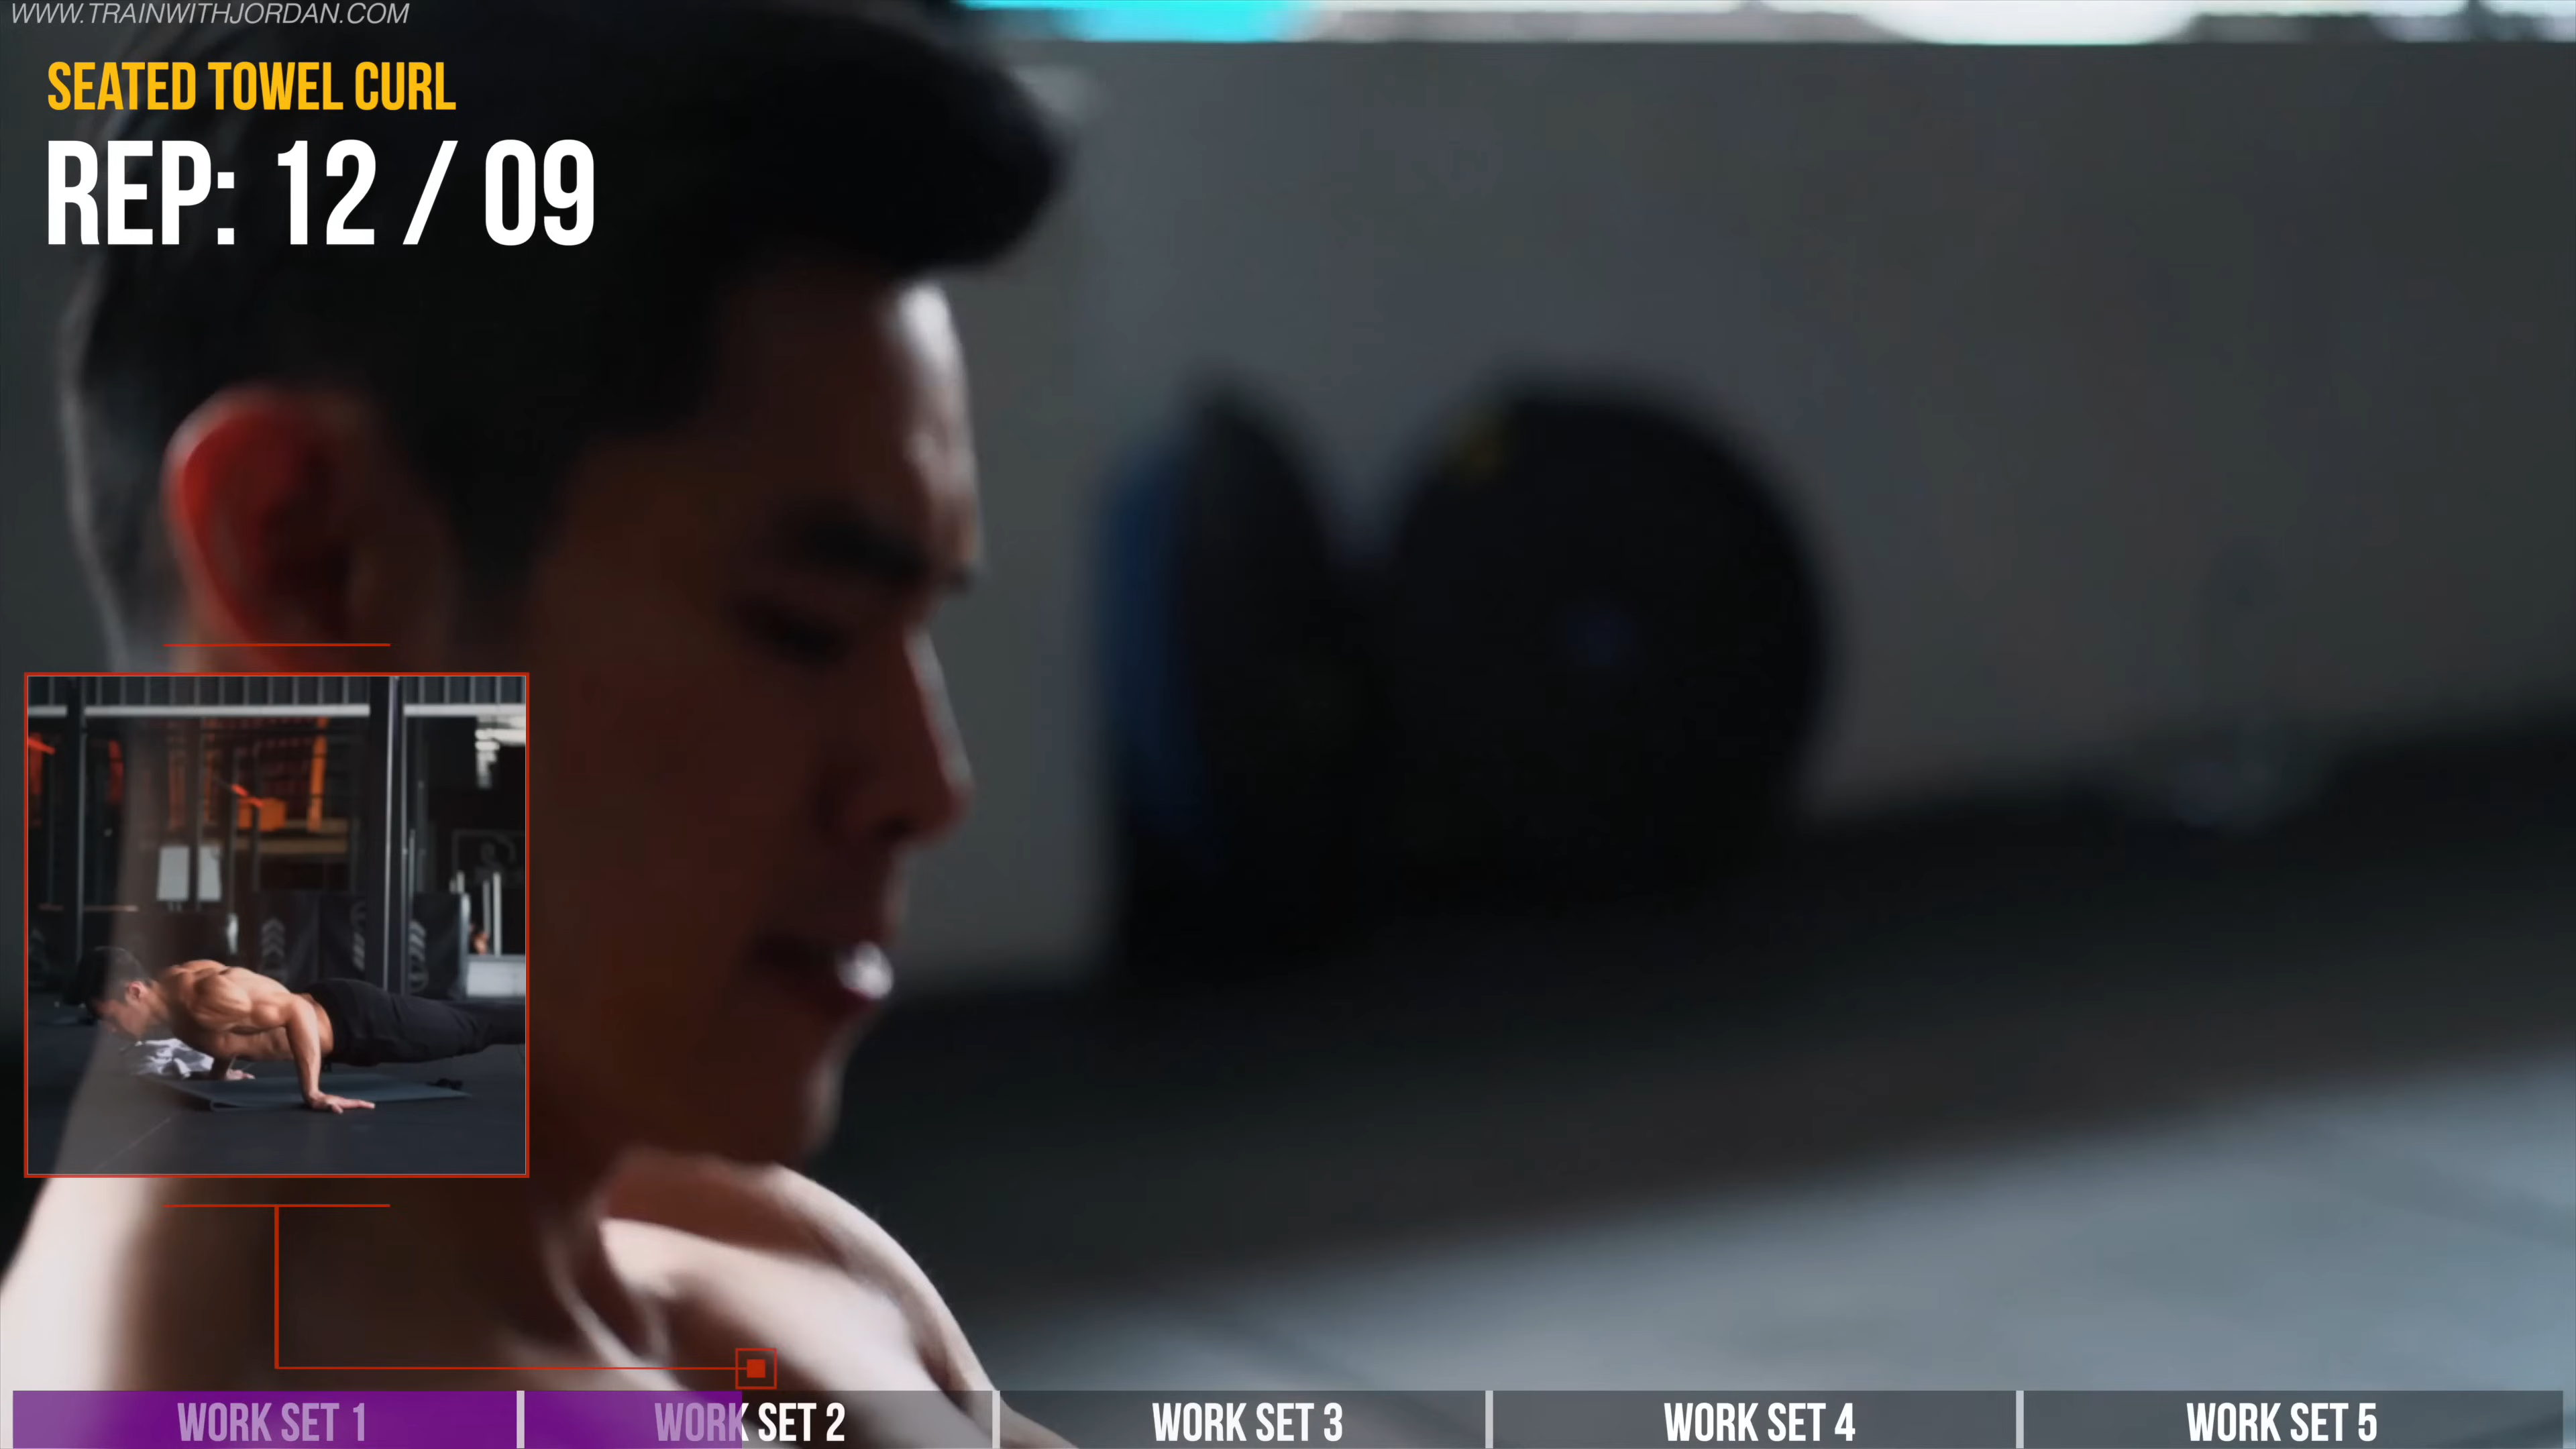 WWW.TRAINWITHJORDAN.COM
SEATED TOWEL CURL
REP: 12 / 09
WORK SET 1
WORK SET 2
WORK SET 3
WORK SET 4
WORK SET 5